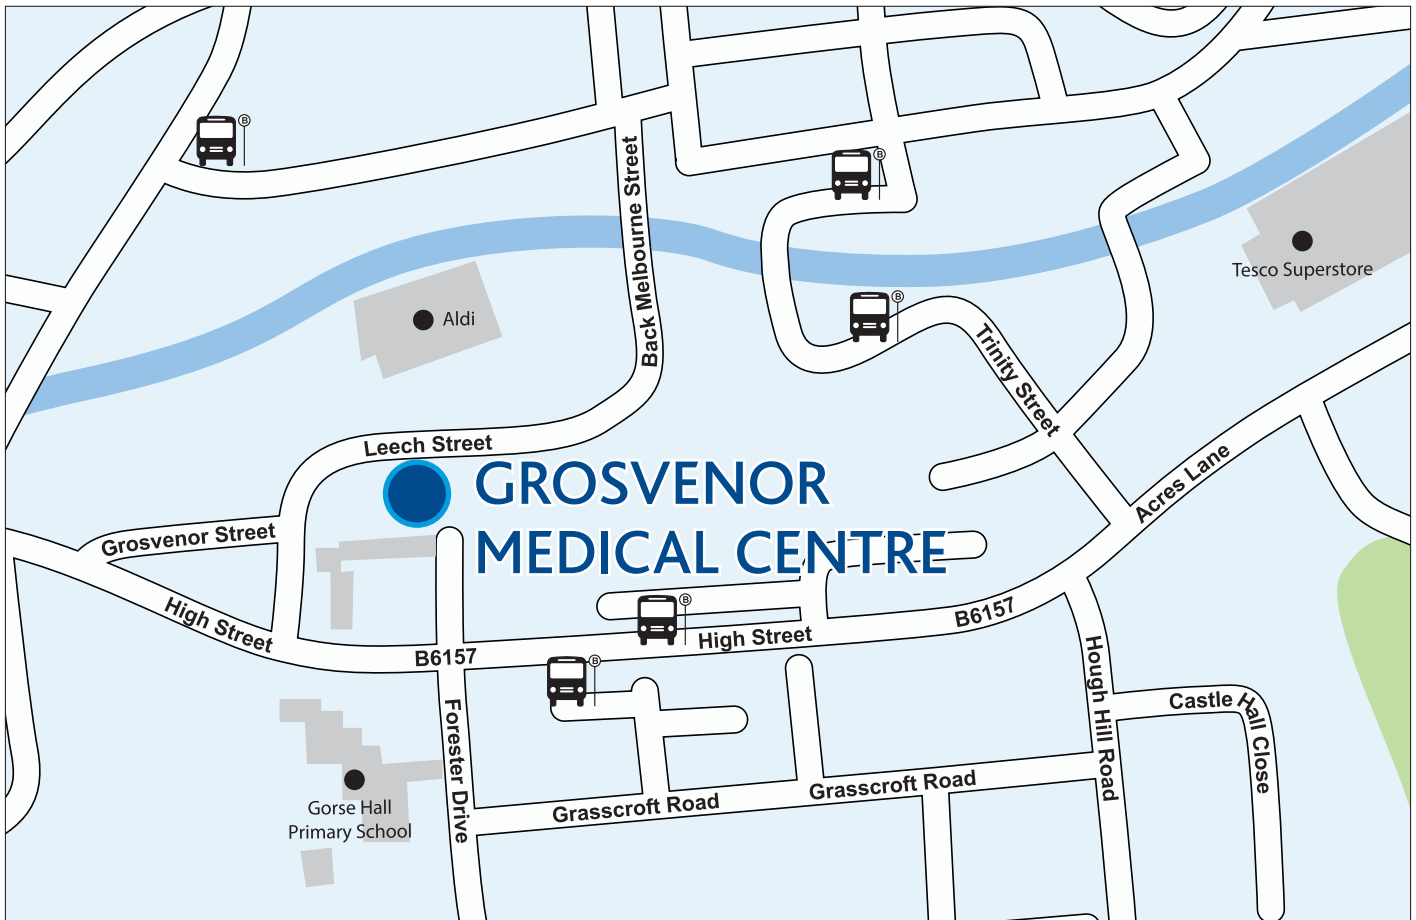 B
Back Melbourne Street
B
Tesco Superstore
B
Aldi
Trinity Street
Leech Street
GROSVENOR
MEDICAL CENTRE
Acres Lane
Grosvenor Street
High Street
B
High Street
B6157
B6157
B
Hough Hill Road
Castle Hall Close
Forester Drive
Grasscroft Road
Grasscroft Road
Gorse Hall
Primary School